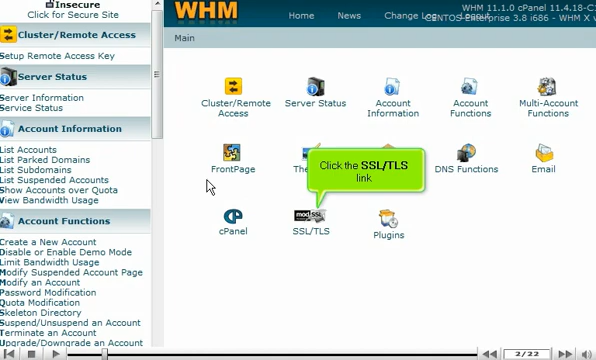 Insecure
Click for Secure Site
Cluster/Remote Access
Setup Remote Access Key
Server Status
Server Information
Service Status
Account Information
List Accounts
List Parked Domains
List Subdomains
List Suspended Accounts
Show Accounts over Quota
View Bandwidth Usage
Account Functions
Create a New Account
Disable or Enable Demo Mode
Limit Bandwidth Usage
Modify Suspended Account Page
Modify an Account
Password Modification
Quota Modification
Skeleton Directory
Suspend/Unsuspend an Account
Terminate an Account
Upgrade/Downgrade an Account
WHM
Home News Change Log Logout
WHM 11.1.0 cPanel 11.4.18-C1
CENTOS Enterprise 3.8 i686 - WHM X v
Main
Cluster/Remote
Access
Server Status
Account
Information
Account
Functions
Multi-Account
Functions
FrontPage
The
DNS Functions
Email
Click the SSL/TLS
link
cPanel
mod_ssl
SSL/TLS
Plugins
2/22